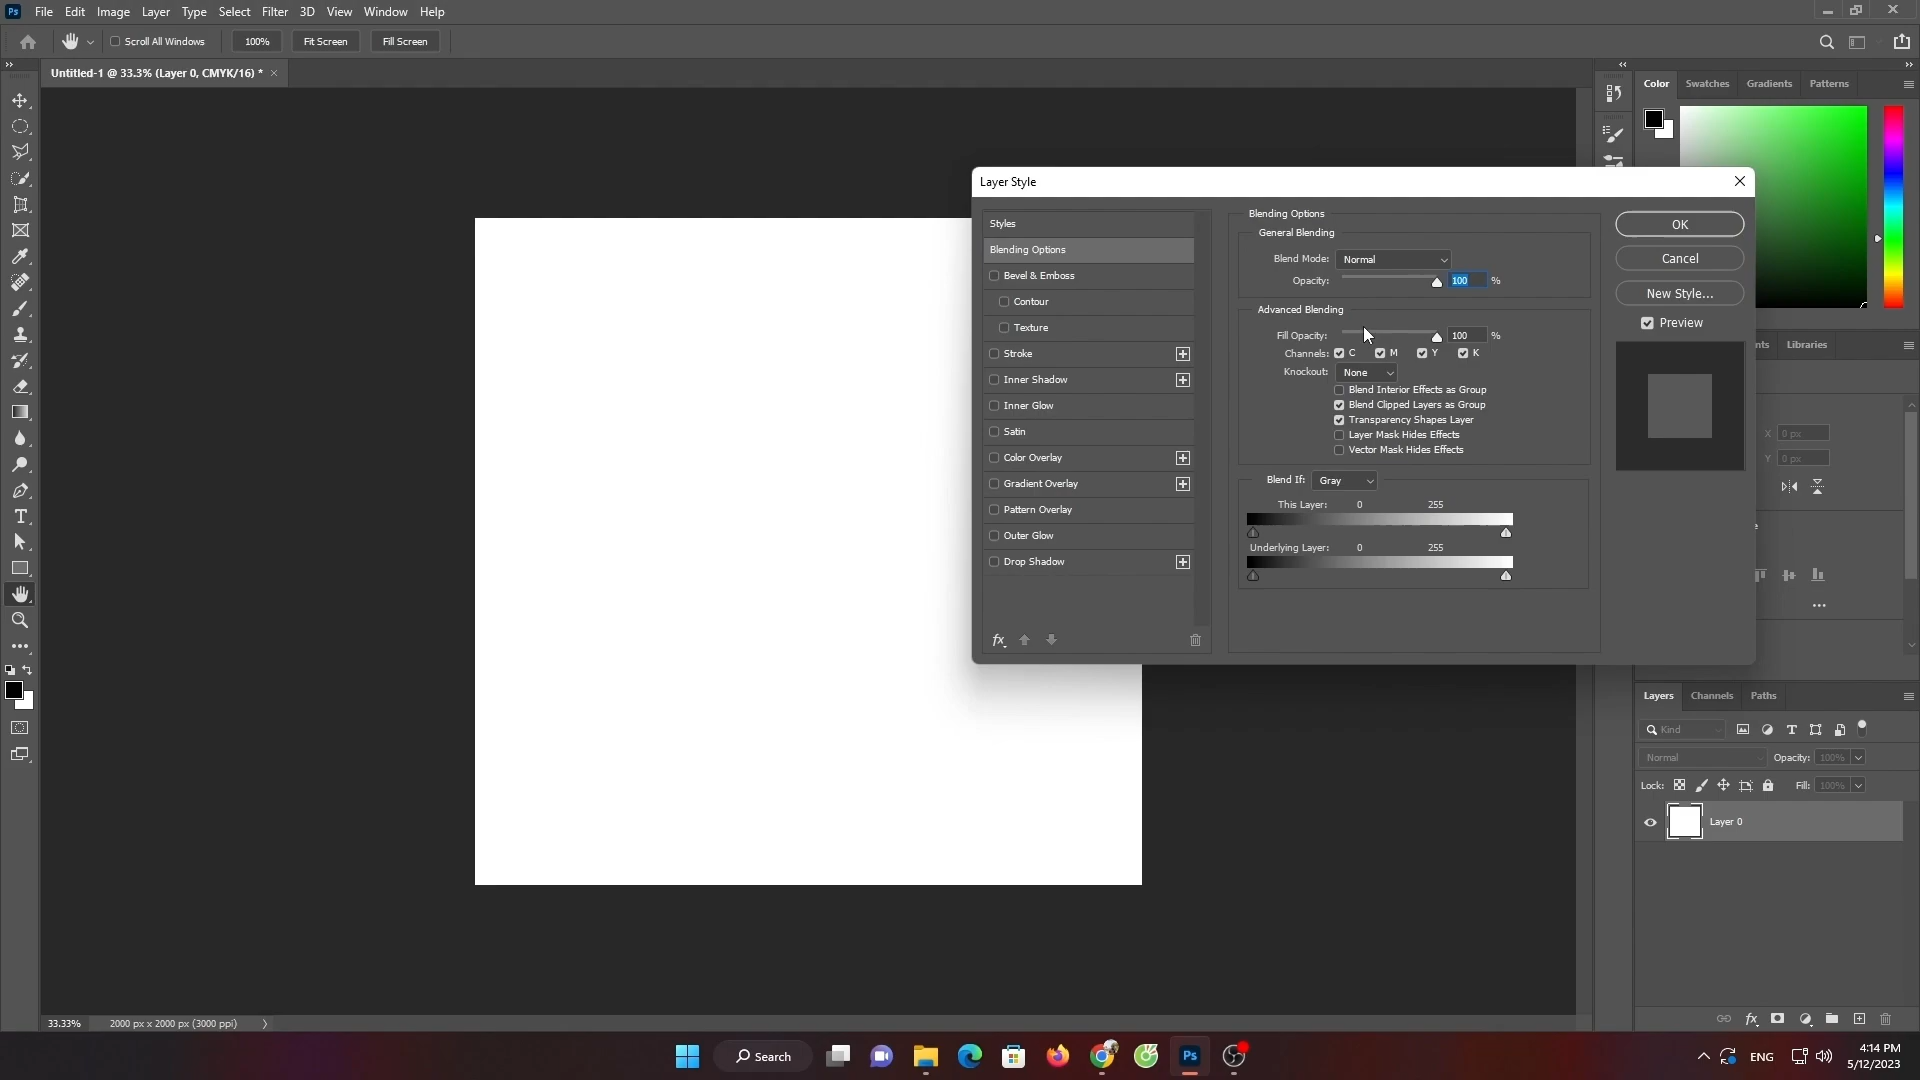 Ps File Edit Image Layer Type Select Filter 3D View Window Help
Scroll All Windows 100% Fit Screen Fill Screen
Untitled-1 @ 33.3% (Layer 0, CMYK/16) *
Color Swatches Gradients Patterns
Layer Style
Styles
Blending Options
Bevel & Emboss
Contour
Texture
Stroke
Inner Shadow
Inner Glow
Satin
Color Overlay
Gradient Overlay
Pattern Overlay
Outer Glow
Drop Shadow
fx
Blending Options
General Blending
Blend Mode: Normal
Opacity: 100 %
Advanced Blending
Fill Opacity: 100 %
Channels: C M Y K
Knockout: None
Blend Interior Effects as Group
Blend Clipped Layers as Group
Transparency Shapes Layer
Layer Mask Hides Effects
Vector Mask Hides Effects
Blend If: Gray
This Layer: 0 255
Underlying Layer: 0 255
OK
Cancel
New Style...
Preview
nts Libraries
X 0 px
Y 0 px
Layers Channels Paths
Kind
Normal Opacity: 100%
Lock: Fill: 100%
Layer 0
fx
33.33% 2000 px x 2000 px (3000 ppi)
Search
Ps
ENG
4:14 PM
5/12/2023